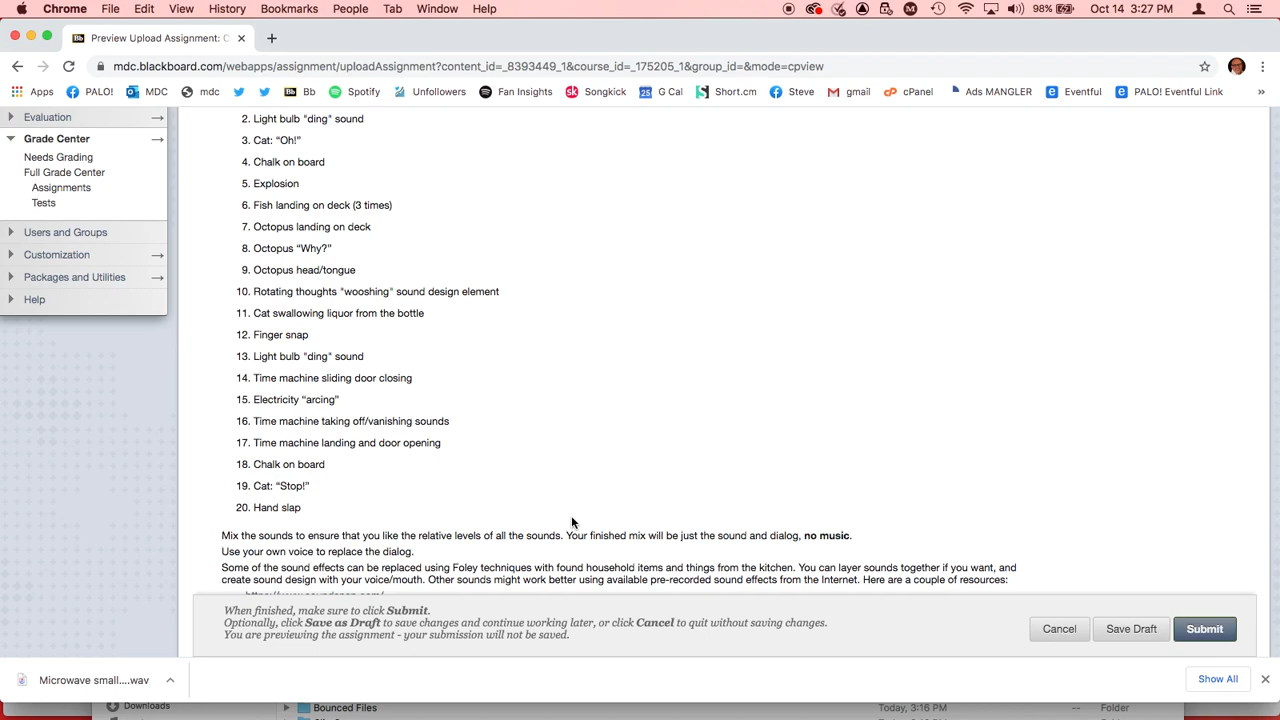 Chrome File Edit View History Bookmarks People Tab Window Help 98% Oct 14 3:27 PM
Preview Upload Assignment: C
mdc.blackboard.com/webapps/assignment/uploadAssignment?content_id=_8393449_1&course_id=_175205_1&group_id=&mode=cpview
Apps PALO! MDC mdc Bb Spotify Unfollowers Fan Insights Songkick G Cal Short.cm Steve gmail cPanel Ads MANGLER Eventful PALO! Eventful Link »
Evaluation
Grade Center
Needs Grading
Full Grade Center
Assignments
Tests
Users and Groups
Customization
Packages and Utilities
Help
2. Light bulb "ding" sound
3. Cat: “Oh!”
4. Chalk on board
5. Explosion
6. Fish landing on deck (3 times)
7. Octopus landing on deck
8. Octopus “Why?”
9. Octopus head/tongue
10. Rotating thoughts "wooshing" sound design element
11. Cat swallowing liquor from the bottle
12. Finger snap
13. Light bulb "ding" sound
14. Time machine sliding door closing
15. Electricity “arcing”
16. Time machine taking off/vanishing sounds
17. Time machine landing and door opening
18. Chalk on board
19. Cat: “Stop!”
20. Hand slap
Mix the sounds to ensure that you like the relative levels of all the sounds. Your finished mix will be just the sound and dialog, no music.
Use your own voice to replace the dialog.
Some of the sound effects can be replaced using Foley techniques with found household items and things from the kitchen. You can layer sounds together if you want, and
create sound design with your voice/mouth. Other sounds might work better using available pre-recorded sound effects from the Internet. Here are a couple of resources:
When finished, make sure to click Submit.
Optionally, click Save as Draft to save changes and continue working later, or click Cancel to quit without saving changes.
You are previewing the assignment - your submission will not be saved.
Cancel Save Draft Submit
Microwave small....wav Show All
Downloads Bounced Files Today, 3:16 PM -- Folder